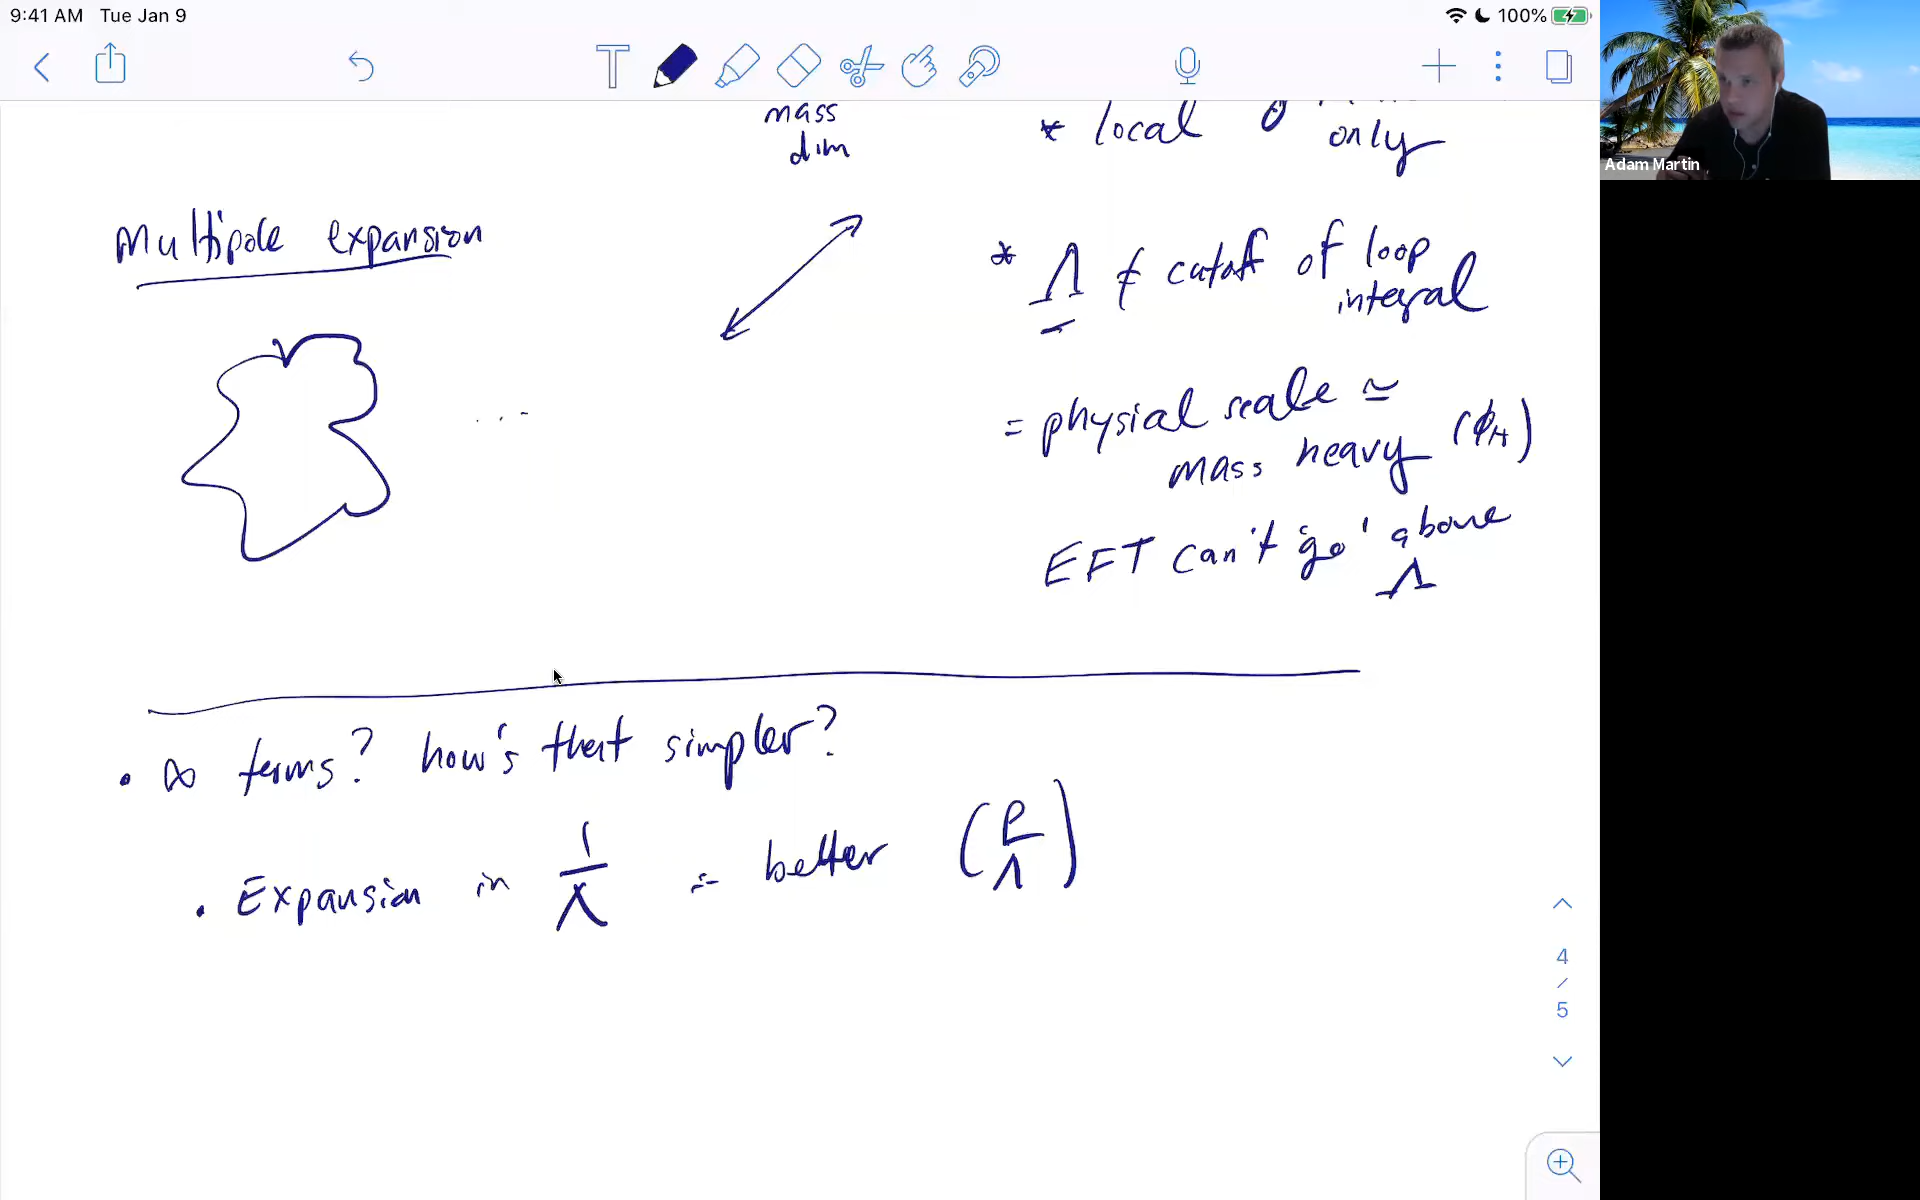 9:41 AM Tue Jan 9
100%
Adam Martin
mass
dim
* local O only
Multipole expansion
* Λ ≠ cutoff of loop
integral
= physial scale ≃
mass heavy (ϕH)
EFT can't 'go' above
Λ
• ∞ terms? how's that simpler?
• Expansion in 1/Λ = better (p/Λ)
4
/
5